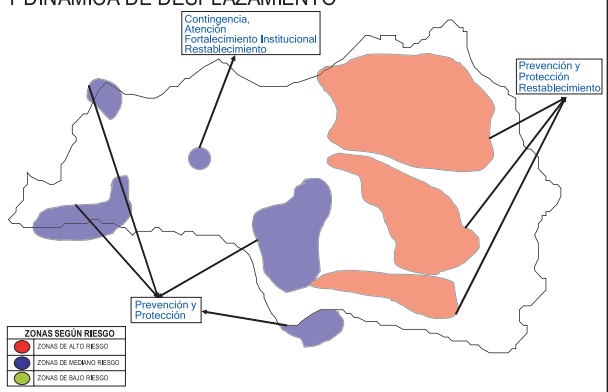 Y DINÁMICA DE DESPLAZAMIENTO
Contingencia,
Atención
Fortalecimiento Institucional
Restablecimiento
Prevención y
Protección
Restablecimiento
Prevención y
Protección
ZONAS SEGÚN RIESGO
ZONAS DE ALTO RIESGO
ZONAS DE MEDIANO RIESGO
ZONAS DE BAJO RIESGO